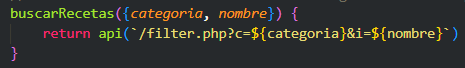 buscarRecetas({categoria, nombre}) {
return api(`/filter.php?c=${categoria}&i=${nombre}`)
}